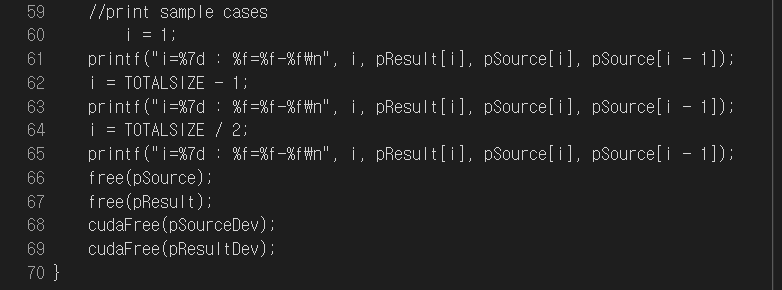 59 //print sample cases
60 i = 1;
61 printf("i=%7d : %f=%f-%f₩n", i, pResult[i], pSource[i], pSource[i - 1]);
62 i = TOTALSIZE - 1;
63 printf("i=%7d : %f=%f-%f₩n", i, pResult[i], pSource[i], pSource[i - 1]);
64 i = TOTALSIZE / 2;
65 printf("i=%7d : %f=%f-%f₩n", i, pResult[i], pSource[i], pSource[i - 1]);
66 free(pSource);
67 free(pResult);
68 cudaFree(pSourceDev);
69 cudaFree(pResultDev);
70 }